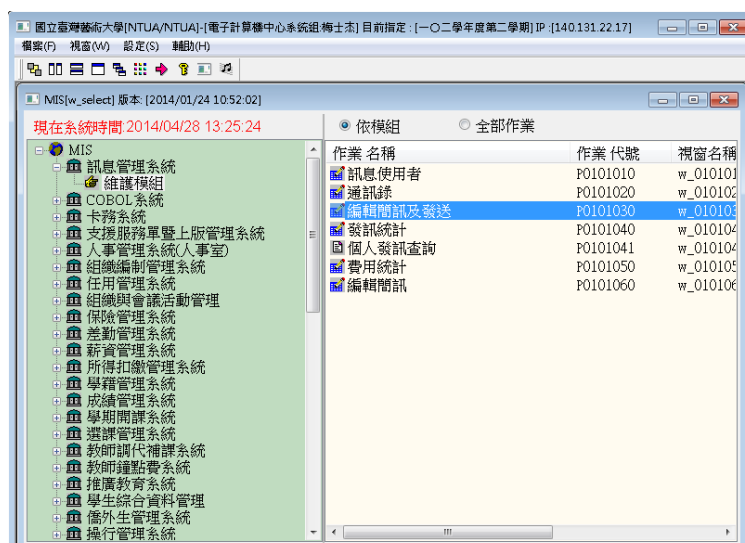 國立臺灣藝術大學[NTUA/NTUA]-[電子計算機中心系統組:梅士杰] 目前指定 : [一○二學年度第二學期] IP :[140.131.22.17]
檔案(F) 視窗(W) 設定(S) 輔助(H)
MIS[w_select] 版本: [2014/01/24 10:52:02]
現在系統時間:2014/04/28 13:25:24
依模組 全部作業
MIS
訊息管理系統
維護模組
COBOL系統
卡務系統
支援服務單暨上版管理系統
人事管理系統(人事室)
組織編制管理系統
任用管理系統
組織與會議活動管理
保險管理系統
差勤管理系統
薪資管理系統
所得扣繳管理系統
學籍管理系統
成績管理系統
學期開課系統
選課管理系統
教師調代補課系統
教師鐘點費系統
推廣教育系統
學生綜合資料管理
僑外生管理系統
操行管理系統
作業 名稱 作業 代號 視窗名稱
訊息使用者 P0101010 w_010101
通訊錄 P0101020 w_010102
編輯簡訊及發送 P0101030 w_010103
發訊統計 P0101040 w_010104
個人發訊查詢 P0101041 w_010104
費用統計 P0101050 w_010105
編輯簡訊 P0101060 w_010106